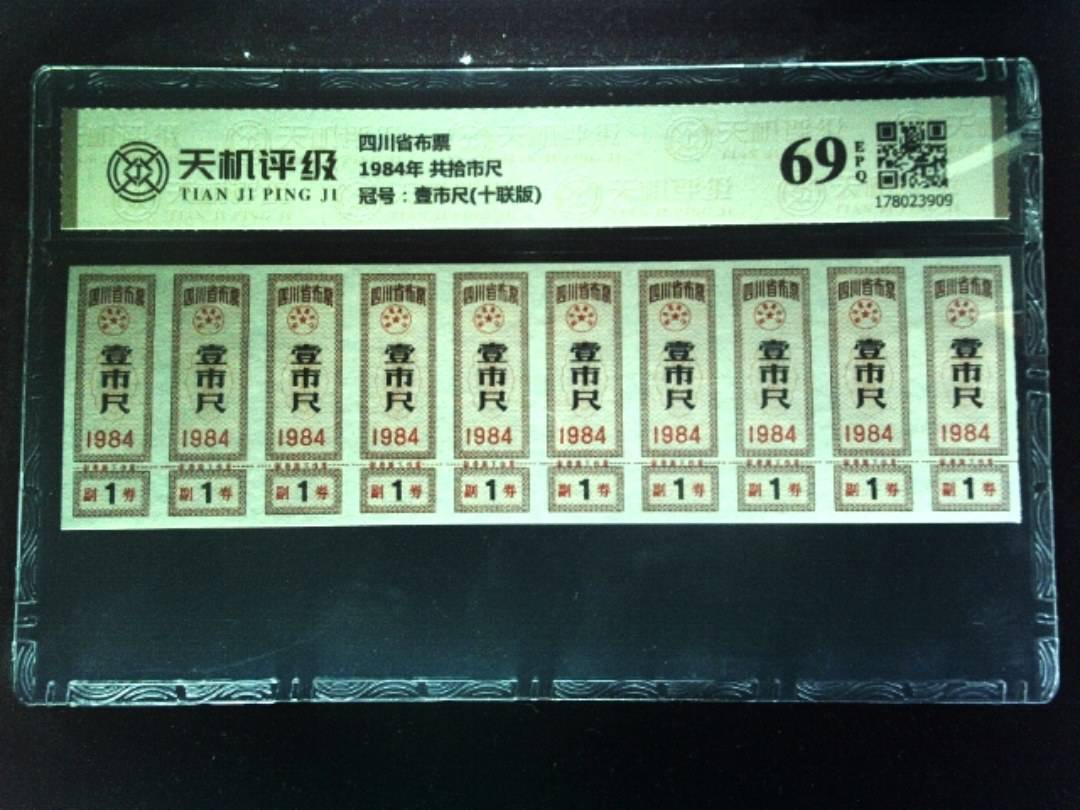 天机评级
TIAN JI PING JI
四川省布票
1984年 共拾市尺
冠号：壹市尺(十联版)
69
EPQ
178023909
四川省布票 四川省布票 四川省布票 四川省布票 四川省布票 四川省布票 四川省布票 四川省布票 四川省布票 四川省布票
壹市尺 壹市尺 壹市尺 壹市尺 壹市尺 壹市尺 壹市尺 壹市尺 壹市尺 壹市尺
1984 1984 1984 1984 1984 1984 1984 1984 1984 1984
副1券 副1券 副1券 副1券 副1券 副1券 副1券 副1券 副1券 副1券